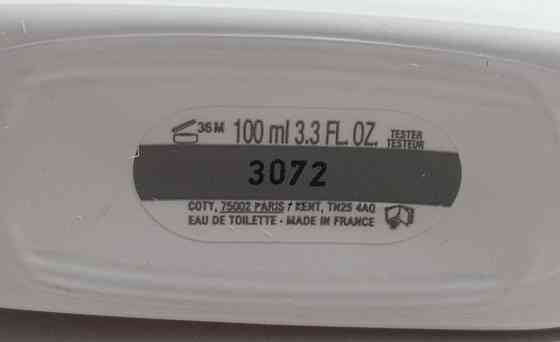 36 M 100 ml 3.3 FL. OZ. TESTER TESTEUR
3072
COTY, 75002 PARIS / KENT, TN25 4AQ
EAU DE TOILETTE - MADE IN FRANCE